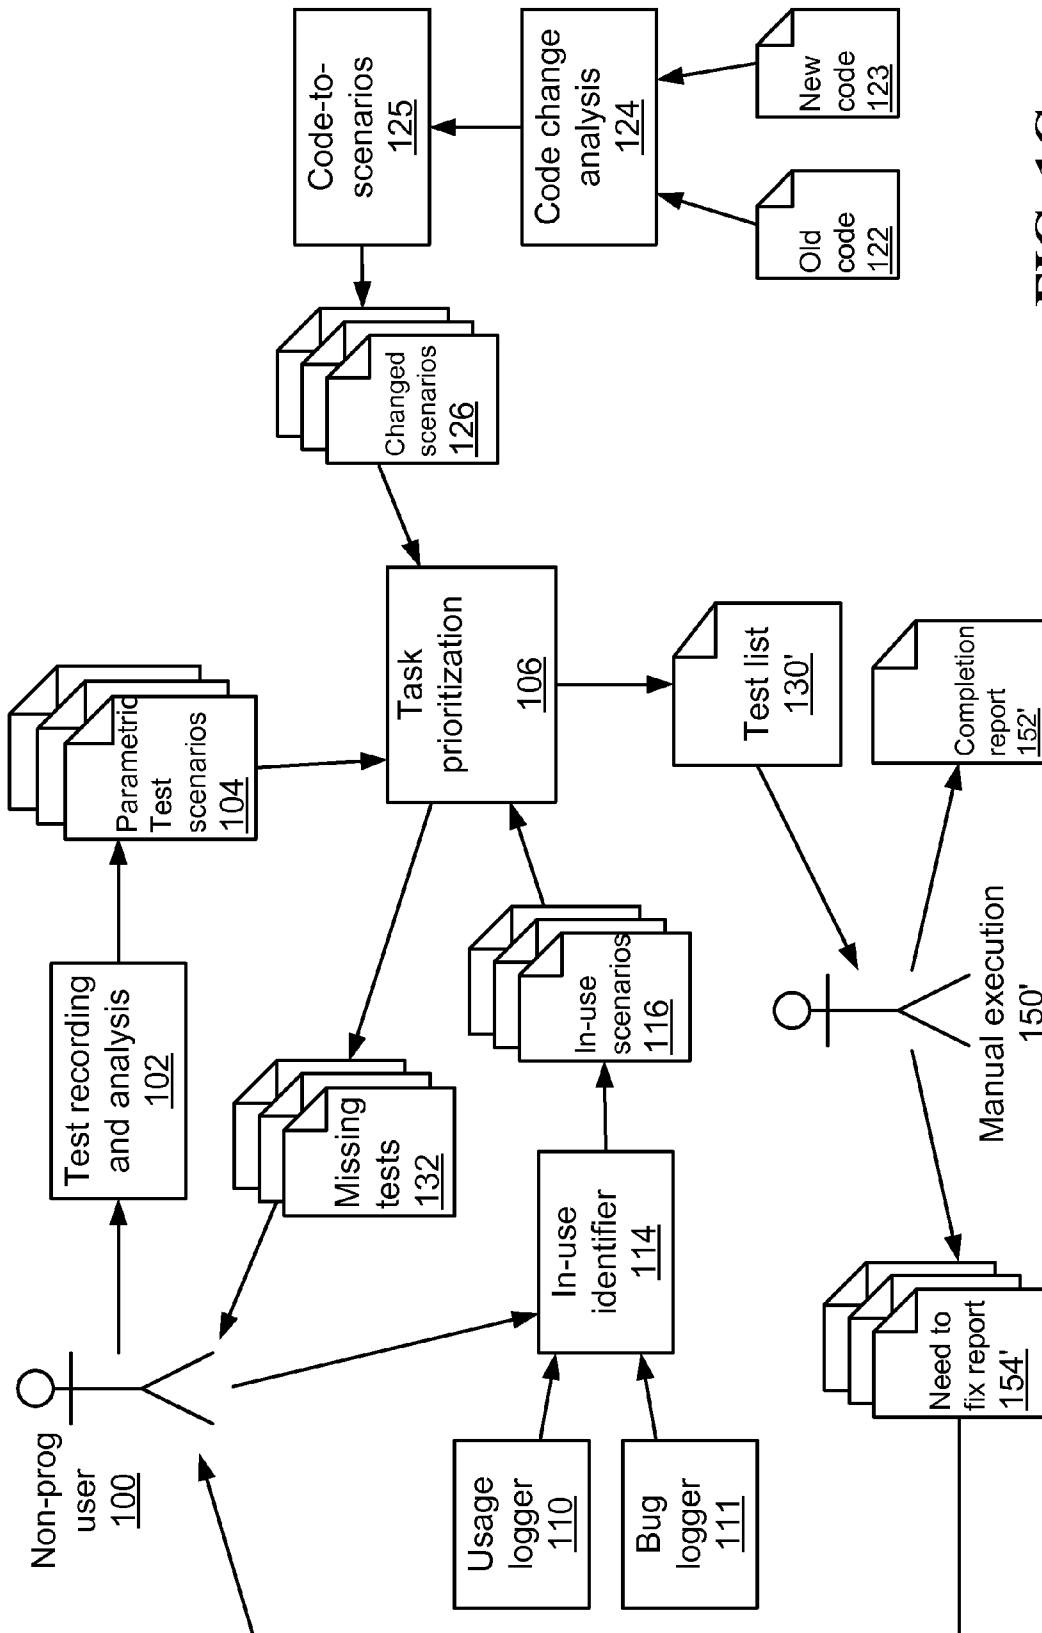 Non-prog
user
100
Test recording
and analysis
102
Parametric
Test
scenarios
104
Missing
tests
132
Task
prioritization
106
Changed
scenarios
126
Code-to-
scenarios
125
Code change
analysis
124
Old
code
122
New
code
123
Usage
logger
110
Bug
logger
111
In-use
identifier
114
In-use
scenarios
116
Test list
130'
Manual execution
150'
Completion
report
152'
Need to
fix report
154'